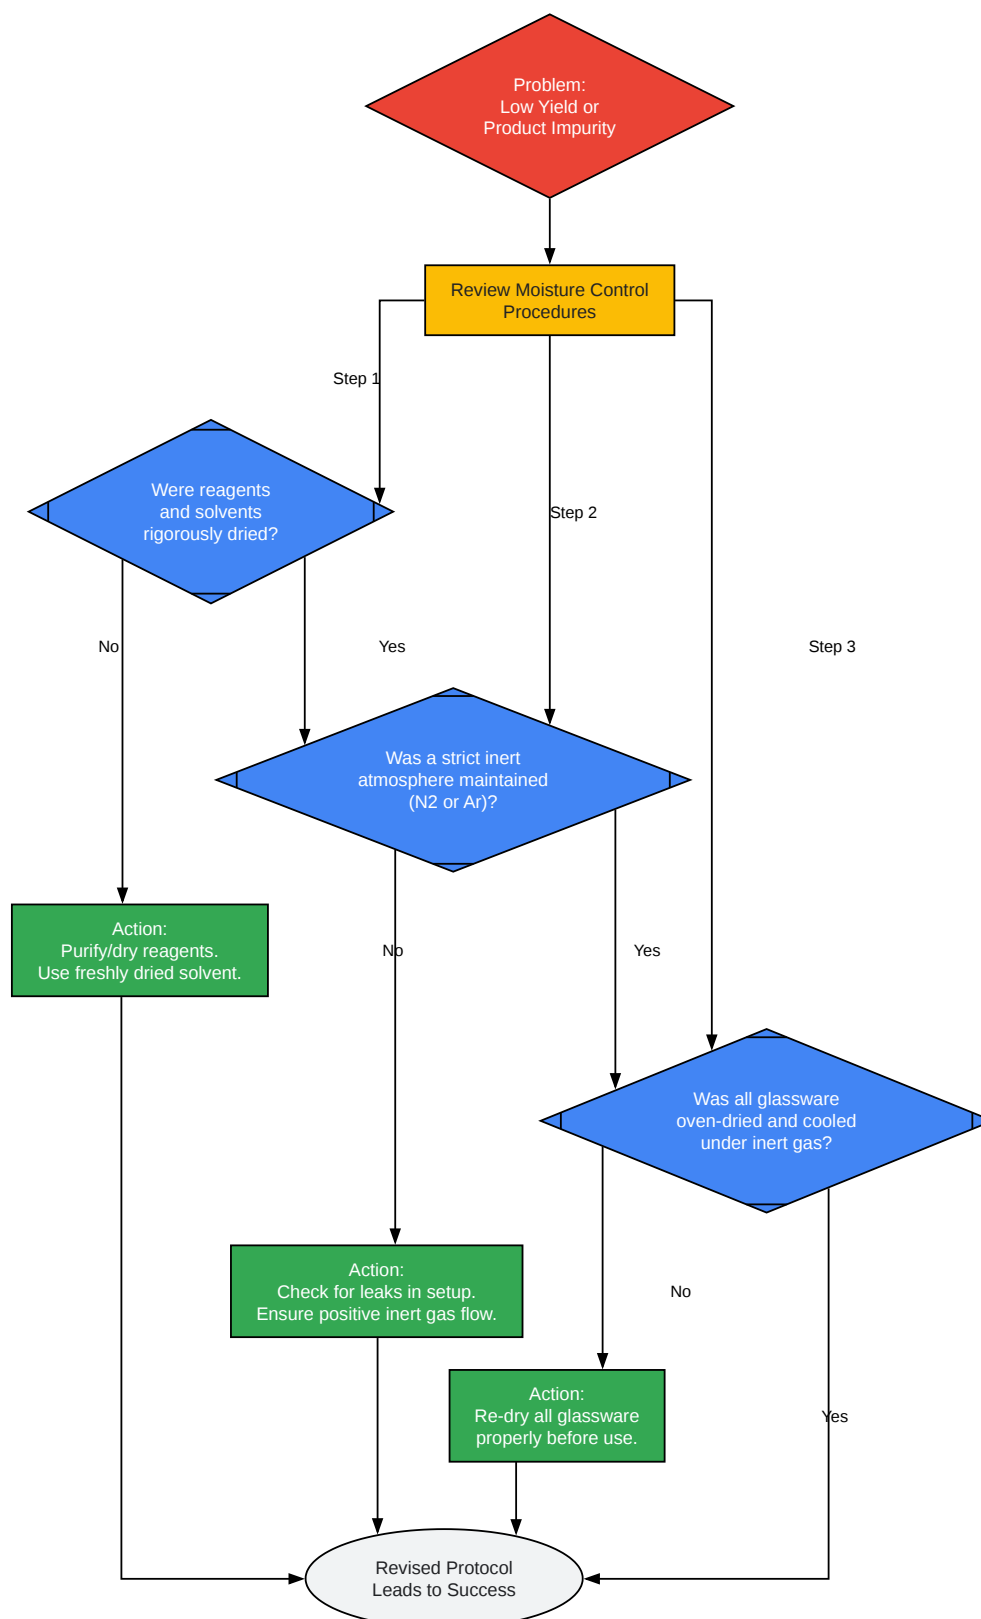 Problem:
Low Yield or
Product Impurity
Review Moisture Control
Procedures
Step 1
Were reagents
and solvents
rigorously dried?
Step 2
No
Yes
Step 3
Was a strict inert
atmosphere maintained
(N2 or Ar)?
Action:
Purify/dry reagents.
Use freshly dried solvent.
No
Yes
Was all glassware
oven-dried and cooled
under inert gas?
Action:
Check for leaks in setup.
Ensure positive inert gas flow.
No
Action:
Re-dry all glassware
properly before use.
Yes
Revised Protocol
Leads to Success